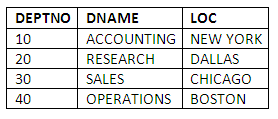 DEPTNO DNAME LOC
10 ACCOUNTING NEW YORK
20 RESEARCH DALLAS
30 SALES CHICAGO
40 OPERATIONS BOSTON